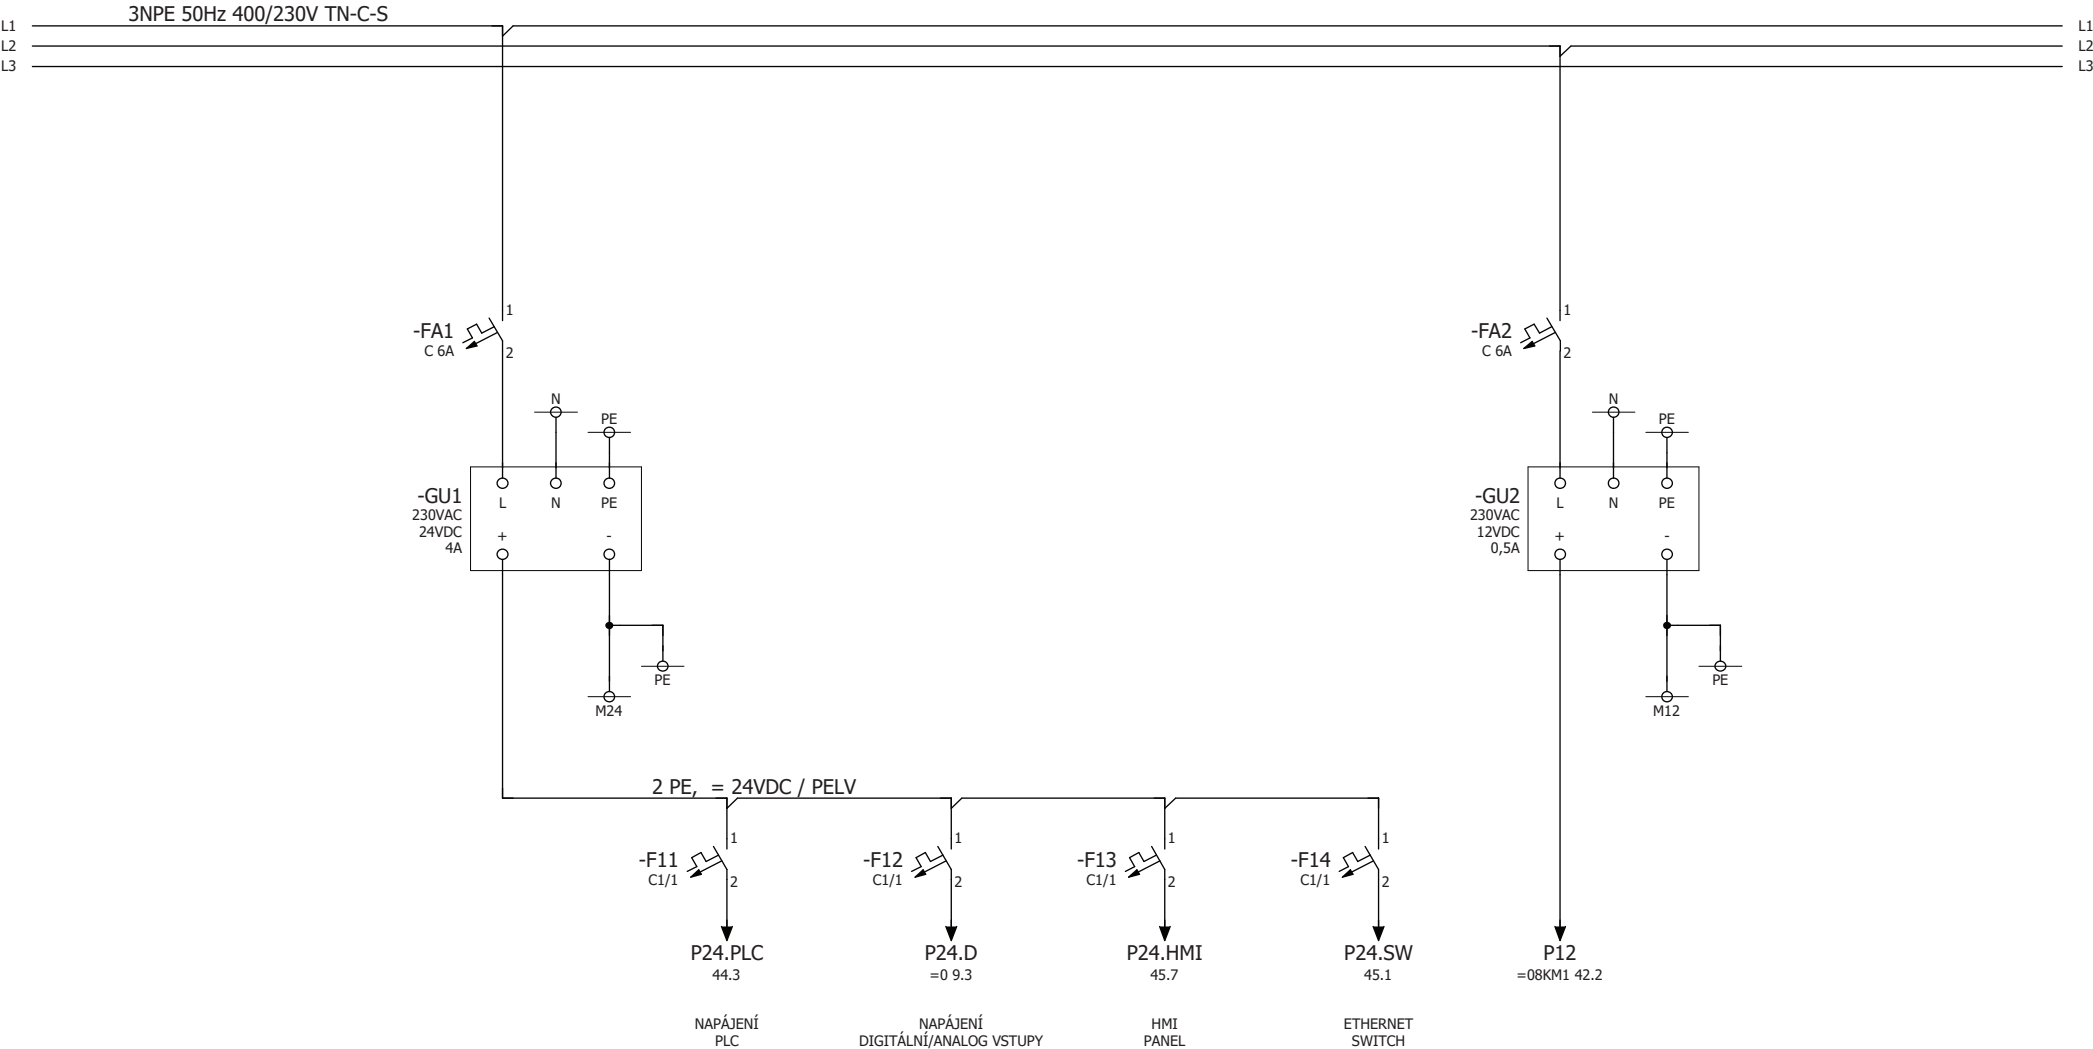 3NPE 50Hz 400/230V TN-C-S
L1 L1
L2 L2
L3 L3
1 1
-FA1 -FA2
C 6A C 6A
2 2
N N
PE PE
-GU1 L N PE -GU2 L N PE
230VAC 230VAC
24VDC + - 12VDC + -
4A 0,5A
PE PE
M24 M12
2 PE, = 24VDC / PELV
1 1 1 1
-F11 -F12 -F13 -F14
C1/1 C1/1 C1/1 C1/1
2 2 2 2
P24.PLC P24.D P24.HMI P24.SW P12
44.3 =0 9.3 45.7 45.1 =08KM1 42.2
NAPÁJENÍ NAPÁJENÍ HMI ETHERNET
PLC DIGITÁLNÍ/ANALOG VSTUPY PANEL SWITCH